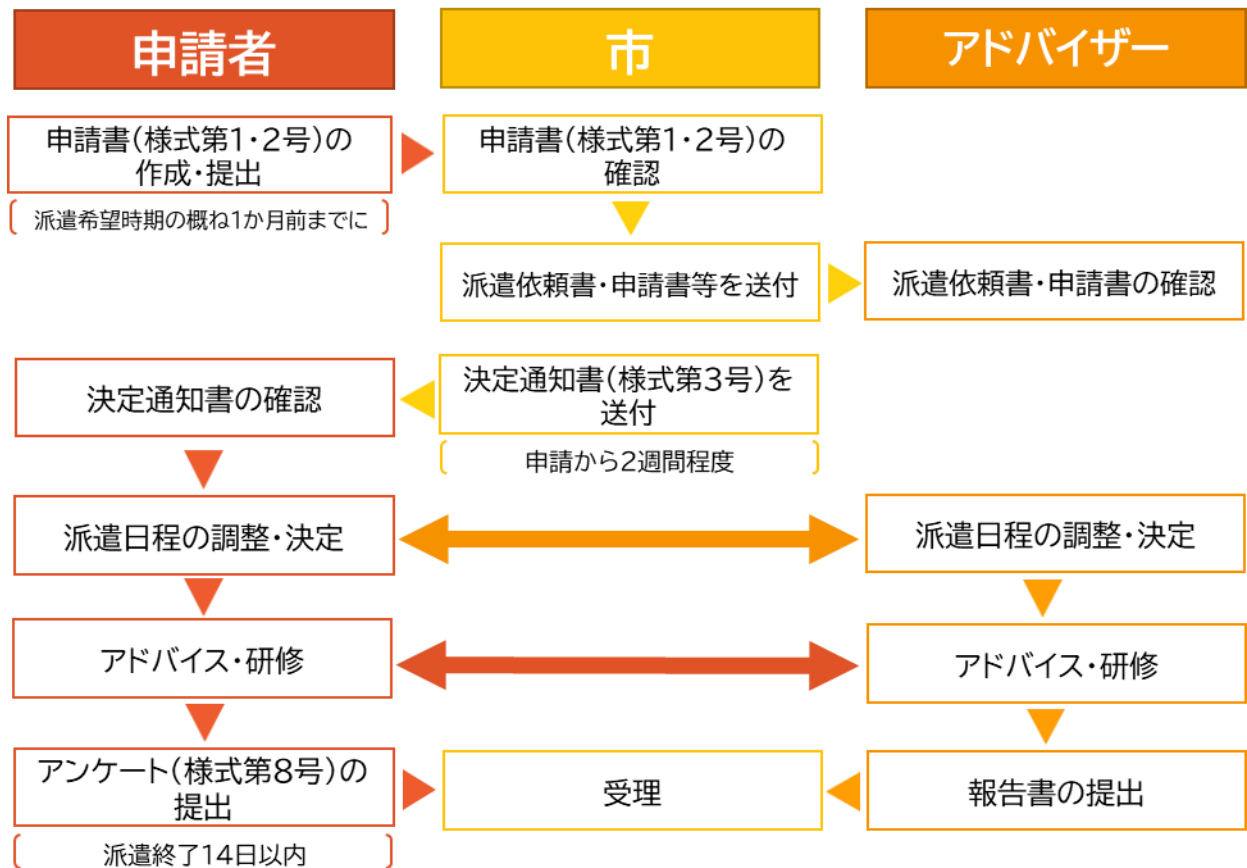 申請者
市
アドバイザー
申請書(様式第1・2号)の
作成・提出
申請書(様式第1・2号)の
確認
派遣希望時期の概ね1か月前までに
派遣依頼書・申請書等を送付
派遣依頼書・申請書の確認
決定通知書の確認
決定通知書(様式第3号)を
送付
申請から2週間程度
派遣日程の調整・決定
派遣日程の調整・決定
アドバイス・研修
アドバイス・研修
アンケート(様式第8号)の
提出
受理
報告書の提出
派遣終了14日以内